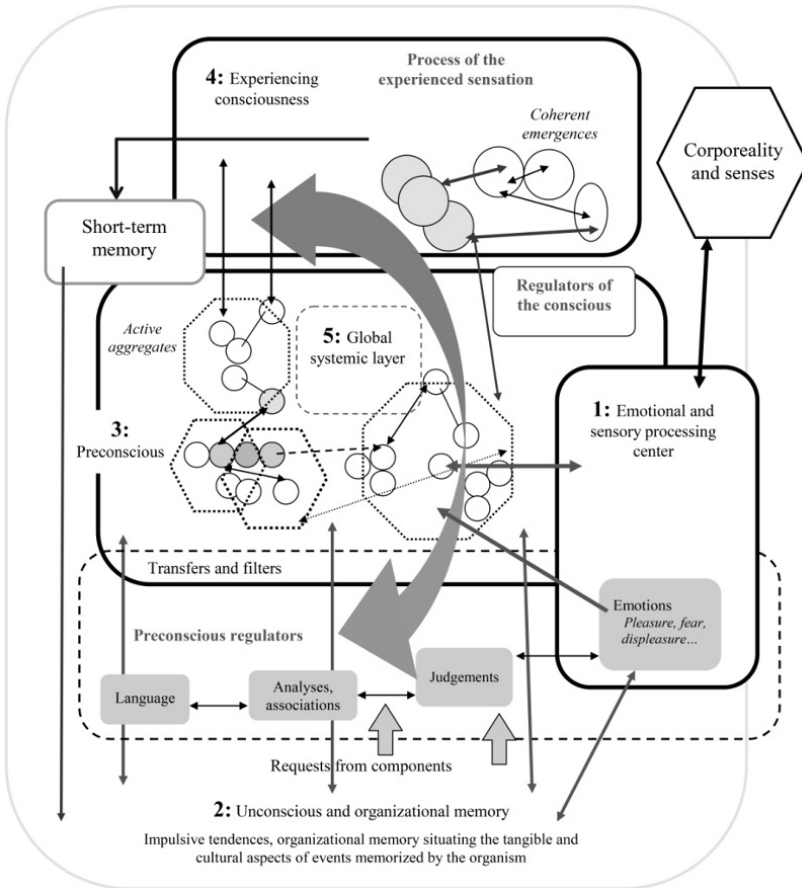 Process of the
experienced sensation
4: Experiencing
consciousness
Coherent
emergences
Corporeality
and senses
Short-term
memory
Regulators of
the conscious
Active
aggregates
5: Global
systemic layer
1: Emotional and
sensory processing
center
3:
Preconscious
Transfers and filters
Emotions
Pleasure, fear,
displeasure...
Preconscious regulators
Language
Analyses,
associations
Judgements
Requests from components
2: Unconscious and organizational memory
Impulsive tendences, organizational memory situating the tangible and
cultural aspects of events memorized by the organism